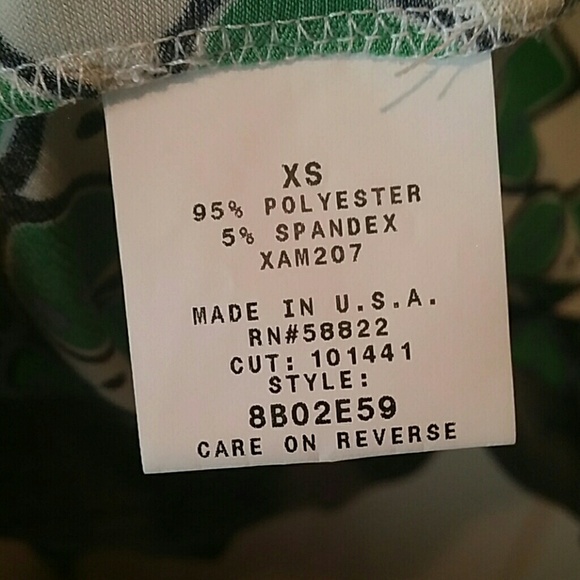 XS
95% POLYESTER
5% SPANDEX
XAM207
MADE IN U.S.A.
RN#58822
CUT: 101441
STYLE:
8B02E59
CARE ON REVERSE